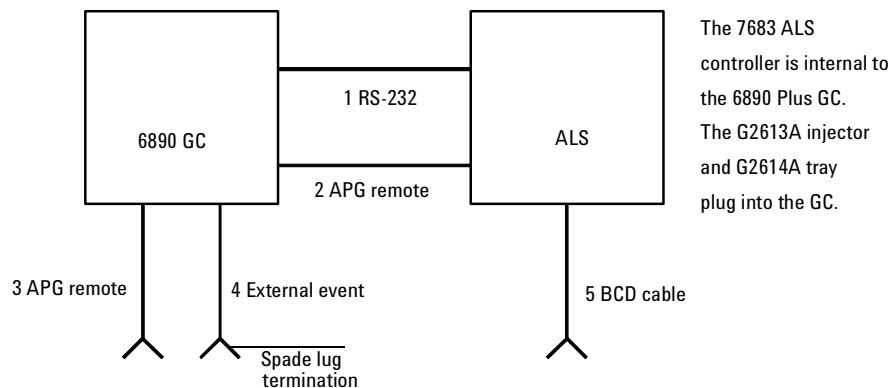 The 7683 ALS
controller is internal to
the 6890 Plus GC.
The G2613A injector
and G2614A tray
plug into the GC.
1 RS-232
6890 GC
ALS
2 APG remote
3 APG remote
4 External event
5 BCD cable
Spade lug
termination